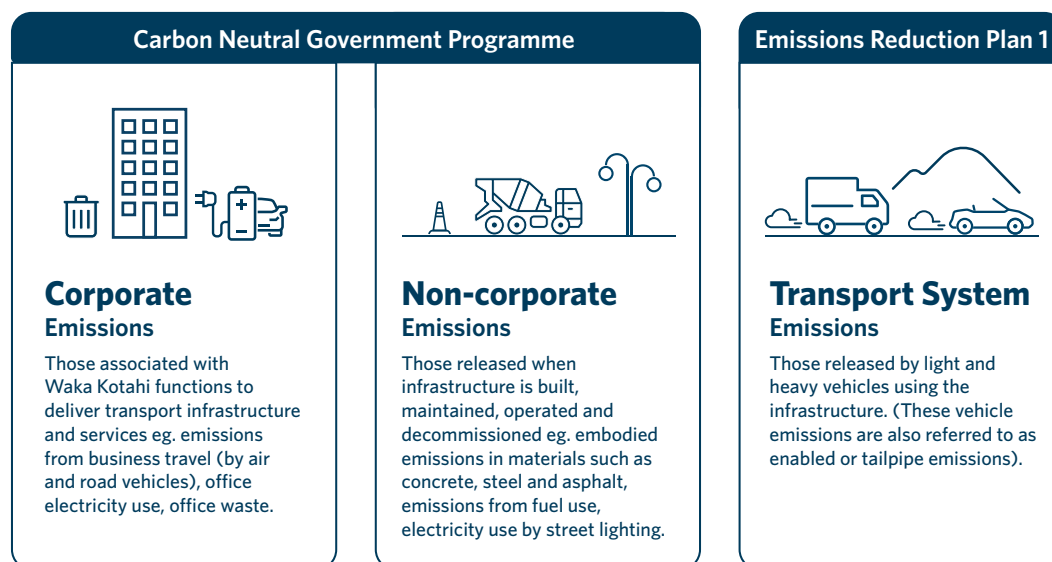 Carbon Neutral Government Programme
Emissions Reduction Plan 1
Corporate
Emissions
Those associated with
Waka Kotahi functions to
deliver transport infrastructure
and services eg. emissions
from business travel (by air
and road vehicles), office
electricity use, office waste.
Non-corporate
Emissions
Those released when
infrastructure is built,
maintained, operated and
decommissioned eg. embodied
emissions in materials such as
concrete, steel and asphalt,
emissions from fuel use,
electricity use by street lighting.
Transport System
Emissions
Those released by light and
heavy vehicles using the
infrastructure. (These vehicle
emissions are also referred to as
enabled or tailpipe emissions).